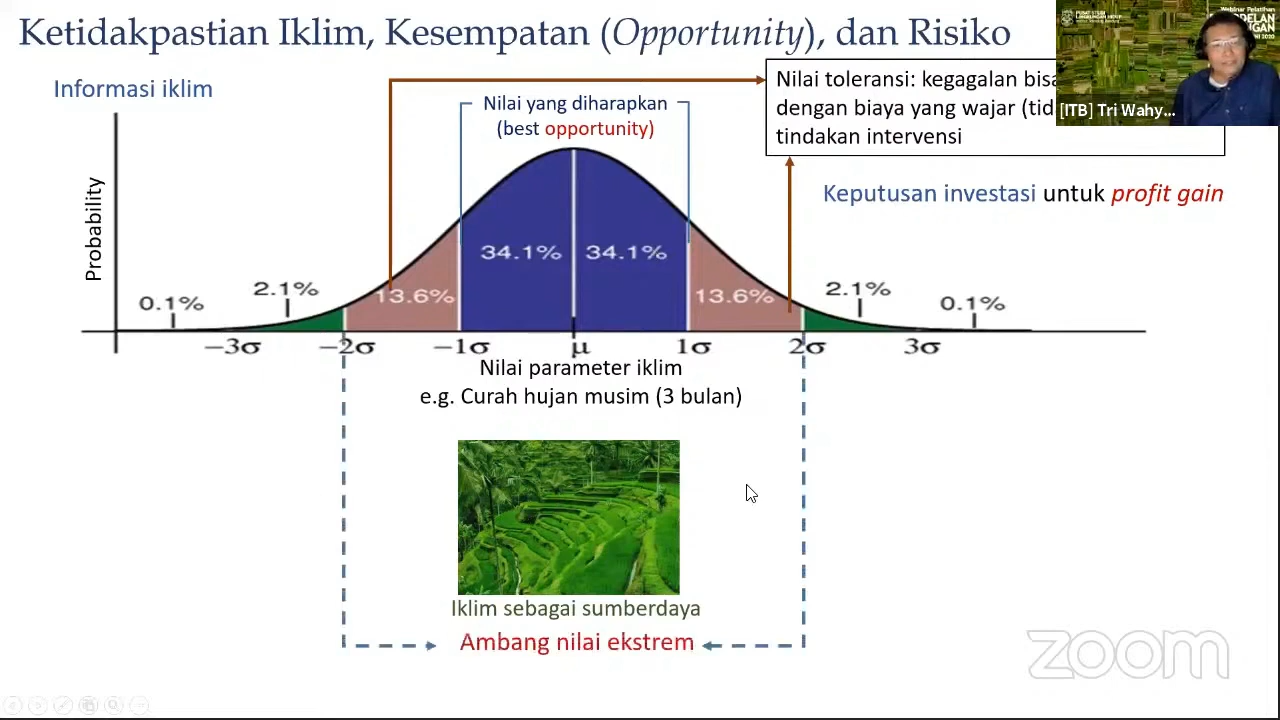 Ketidakpastian Iklim, Kesempatan (Opportunity), dan Risiko
Informasi iklim
Nilai yang diharapkan
(best opportunity)
Nilai toleransi: kegagalan
dengan biaya yang wajar
tindakan intervensi
[ITB] Tri Wahy...
Keputusan investasi untuk profit gain
Probability
34.1% 34.1%
13.6% 13.6%
2.1% 2.1%
0.1% 0.1%
−3σ −2σ −1σ μ 1σ 2σ 3σ
Nilai parameter iklim
e.g. Curah hujan musim (3 bulan)
Iklim sebagai sumberdaya
Ambang nilai ekstrem
zoom